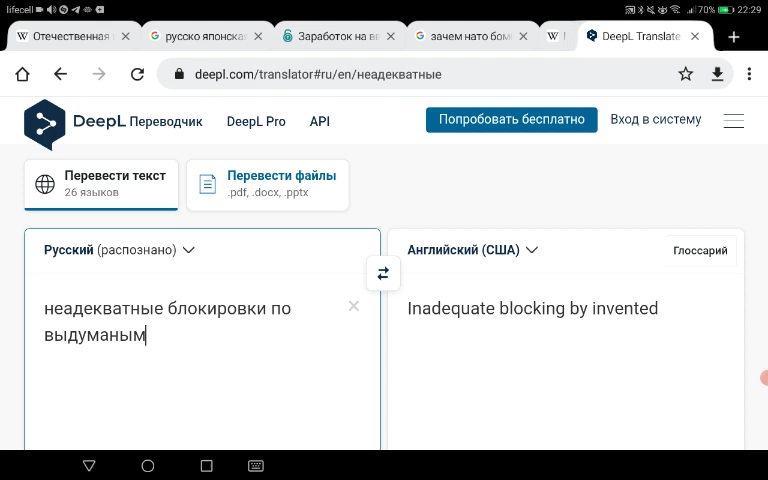 lifecell
70%
22:29
Отечественная
русско японска
Заработок на вв
зачем нато бом
DeepL Translate
deepl.com/translator#ru/en/неадекватные
DeepL Переводчик
DeepL Pro
API
Попробовать бесплатно
Вход в систему
Перевести текст
26 языков
Перевести файлы
.pdf, .docx, .pptx
Русский (распознано)
Английский (США)
Глоссарий
неадекватные блокировки по
выдуманым
Inadequate blocking by invented